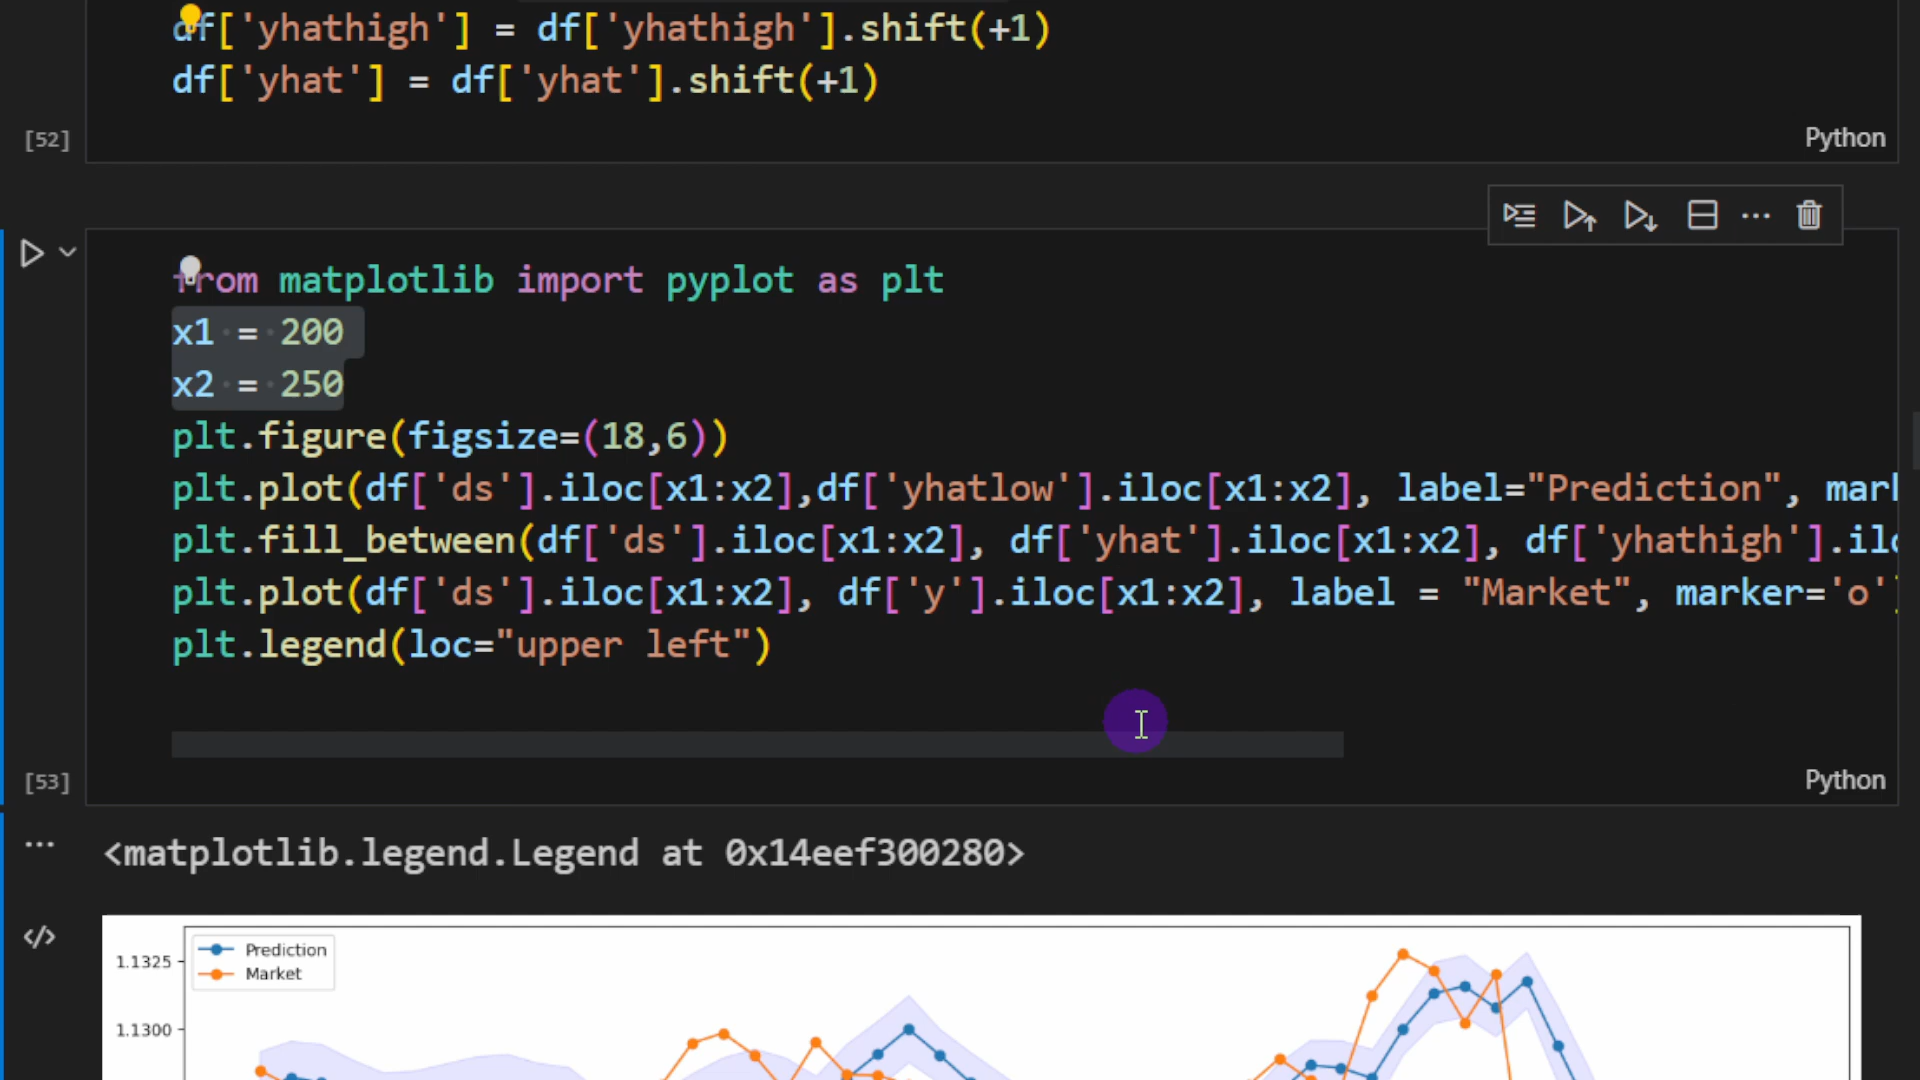 df['yhathigh'] = df['yhathigh'].shift(+1)
df['yhat'] = df['yhat'].shift(+1)
[52]
Python
from matplotlib import pyplot as plt
x1 = 200
x2 = 250
plt.figure(figsize=(18,6))
plt.plot(df['ds'].iloc[x1:x2],df['yhatlow'].iloc[x1:x2], label="Prediction", mark
plt.fill_between(df['ds'].iloc[x1:x2], df['yhat'].iloc[x1:x2], df['yhathigh'].iloc
plt.plot(df['ds'].iloc[x1:x2], df['y'].iloc[x1:x2], label = "Market", marker='o')
plt.legend(loc="upper left")
[53]
Python
<matplotlib.legend.Legend at 0x14eef300280>
Prediction
1.1325
Market
1.1300